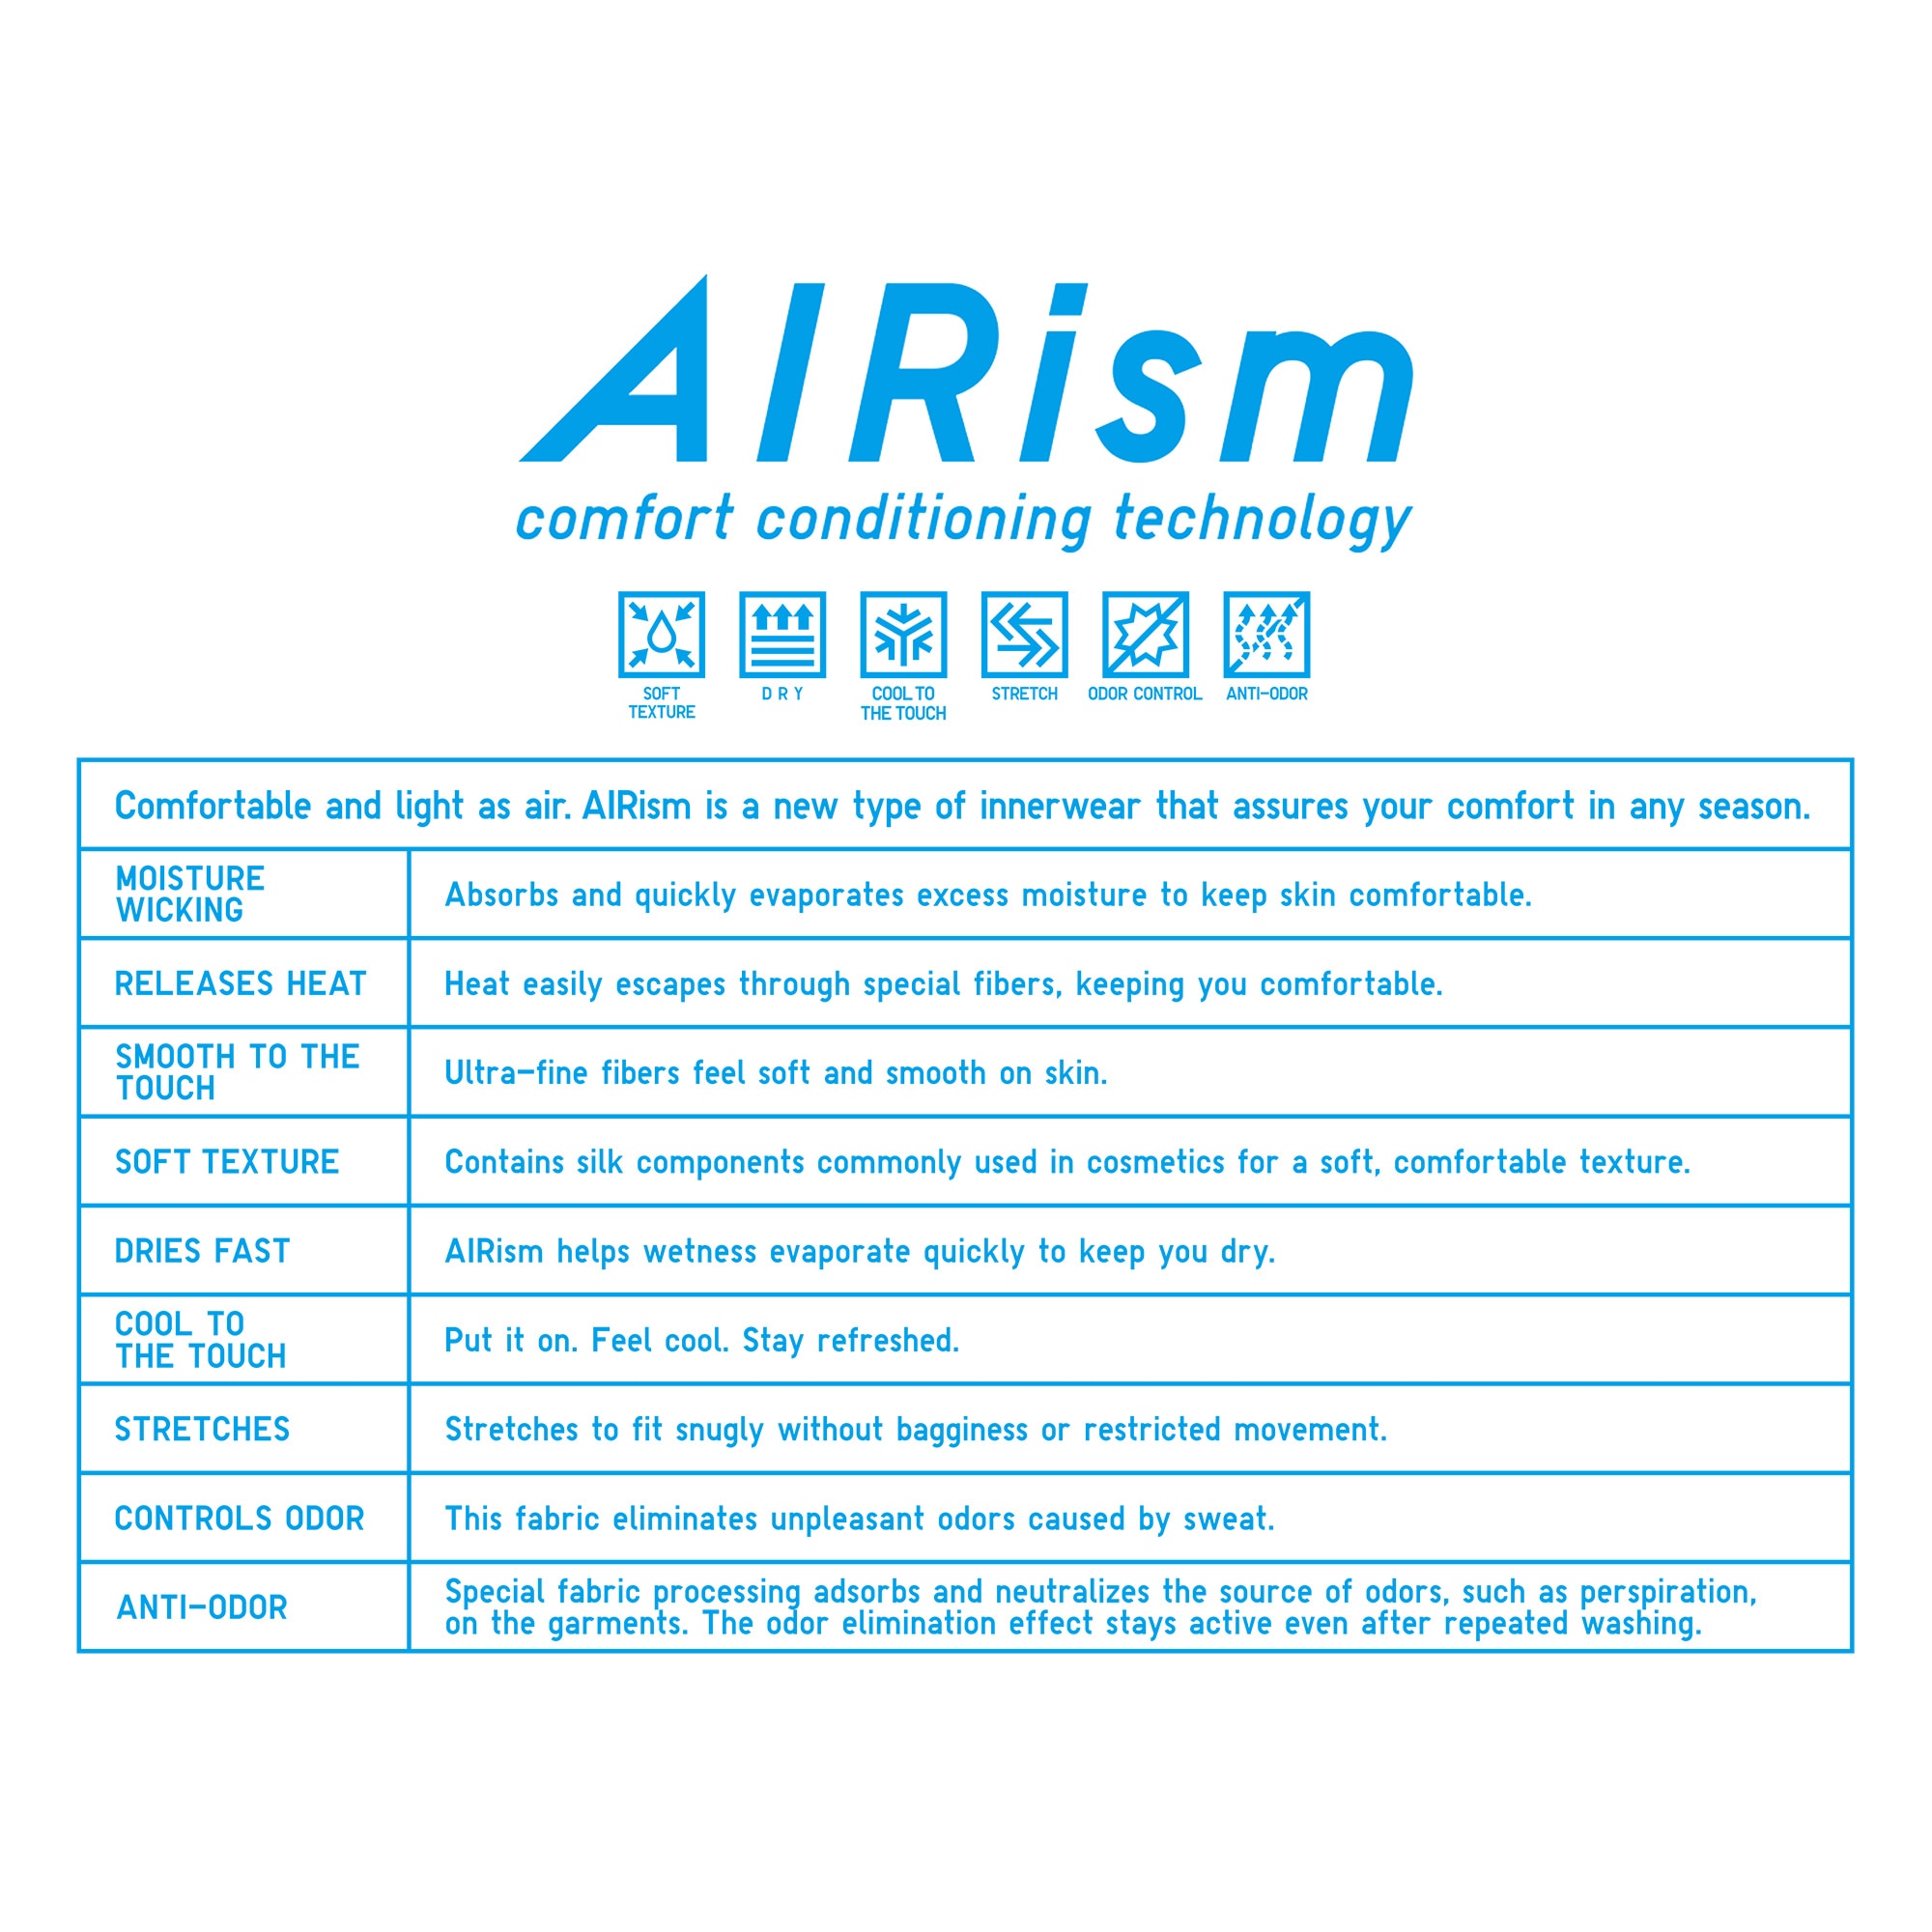 AIRism
comfort conditioning technology
SOFT
TEXTURE
DRY
COOL TO
THE TOUCH
STRETCH
ODOR CONTROL
ANTI-ODOR
Comfortable and light as air. AIRism is a new type of innerwear that assures your comfort in any season.
MOISTURE
WICKING
Absorbs and quickly evaporates excess moisture to keep skin comfortable.
RELEASES HEAT
Heat easily escapes through special fibers, keeping you comfortable.
SMOOTH TO THE
TOUCH
Ultra-fine fibers feel soft and smooth on skin.
SOFT TEXTURE
Contains silk components commonly used in cosmetics for a soft, comfortable texture.
DRIES FAST
AIRism helps wetness evaporate quickly to keep you dry.
COOL TO
THE TOUCH
Put it on. Feel cool. Stay refreshed.
STRETCHES
Stretches to fit snugly without bagginess or restricted movement.
CONTROLS ODOR
This fabric eliminates unpleasant odors caused by sweat.
ANTI-ODOR
Special fabric processing adsorbs and neutralizes the source of odors, such as perspiration,
on the garments. The odor elimination effect stays active even after repeated washing.